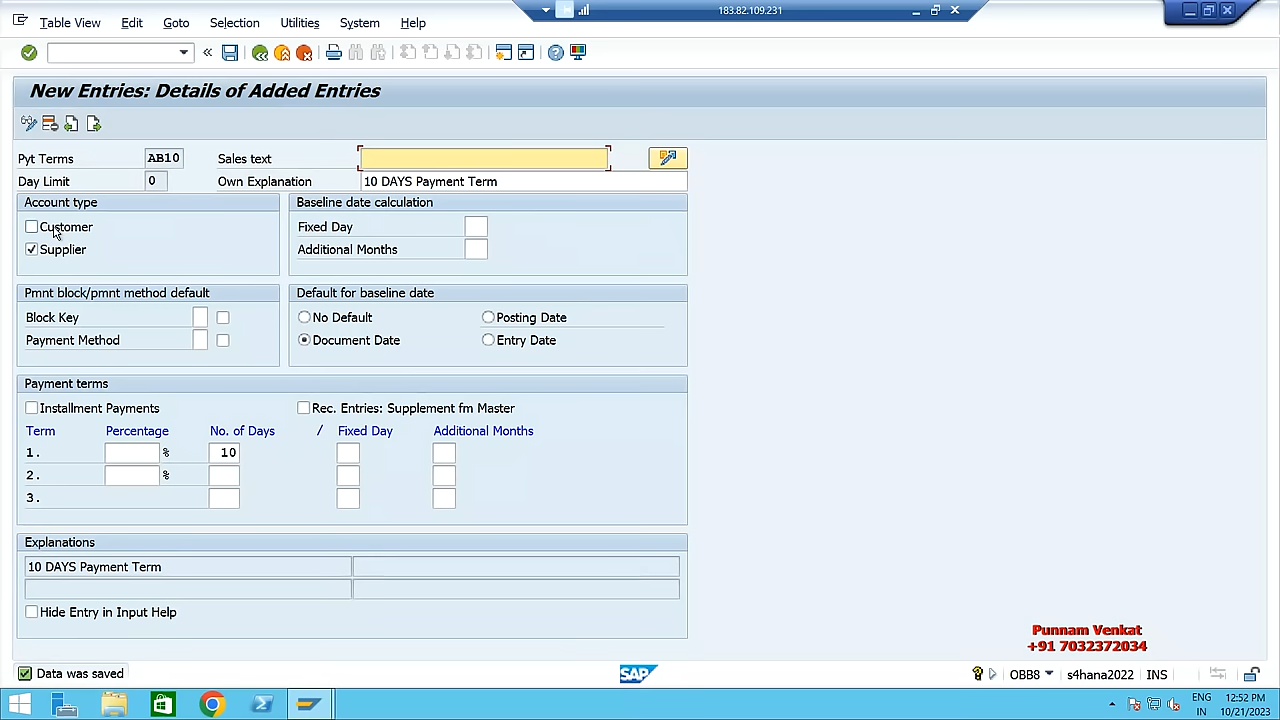 183.82.109.231
Table View Edit Goto Selection Utilities System Help
New Entries: Details of Added Entries
Pyt Terms AB10 Sales text
Day Limit 0 Own Explanation 10 DAYS Payment Term
Account type Baseline date calculation
Customer Fixed Day
Supplier Additional Months
Pmnt block/pmnt method default Default for baseline date
Block Key No Default Posting Date
Payment Method Document Date Entry Date
Payment terms
Installment Payments Rec. Entries: Supplement fm Master
Term Percentage No. of Days / Fixed Day Additional Months
1. % 10
2. %
3.
Explanations
10 DAYS Payment Term
Hide Entry in Input Help
Punnam Venkat
+91 7032372034
Data was saved SAP OBB8 s4hana2022 INS
ENG 12:52 PM
IN 10/21/2023